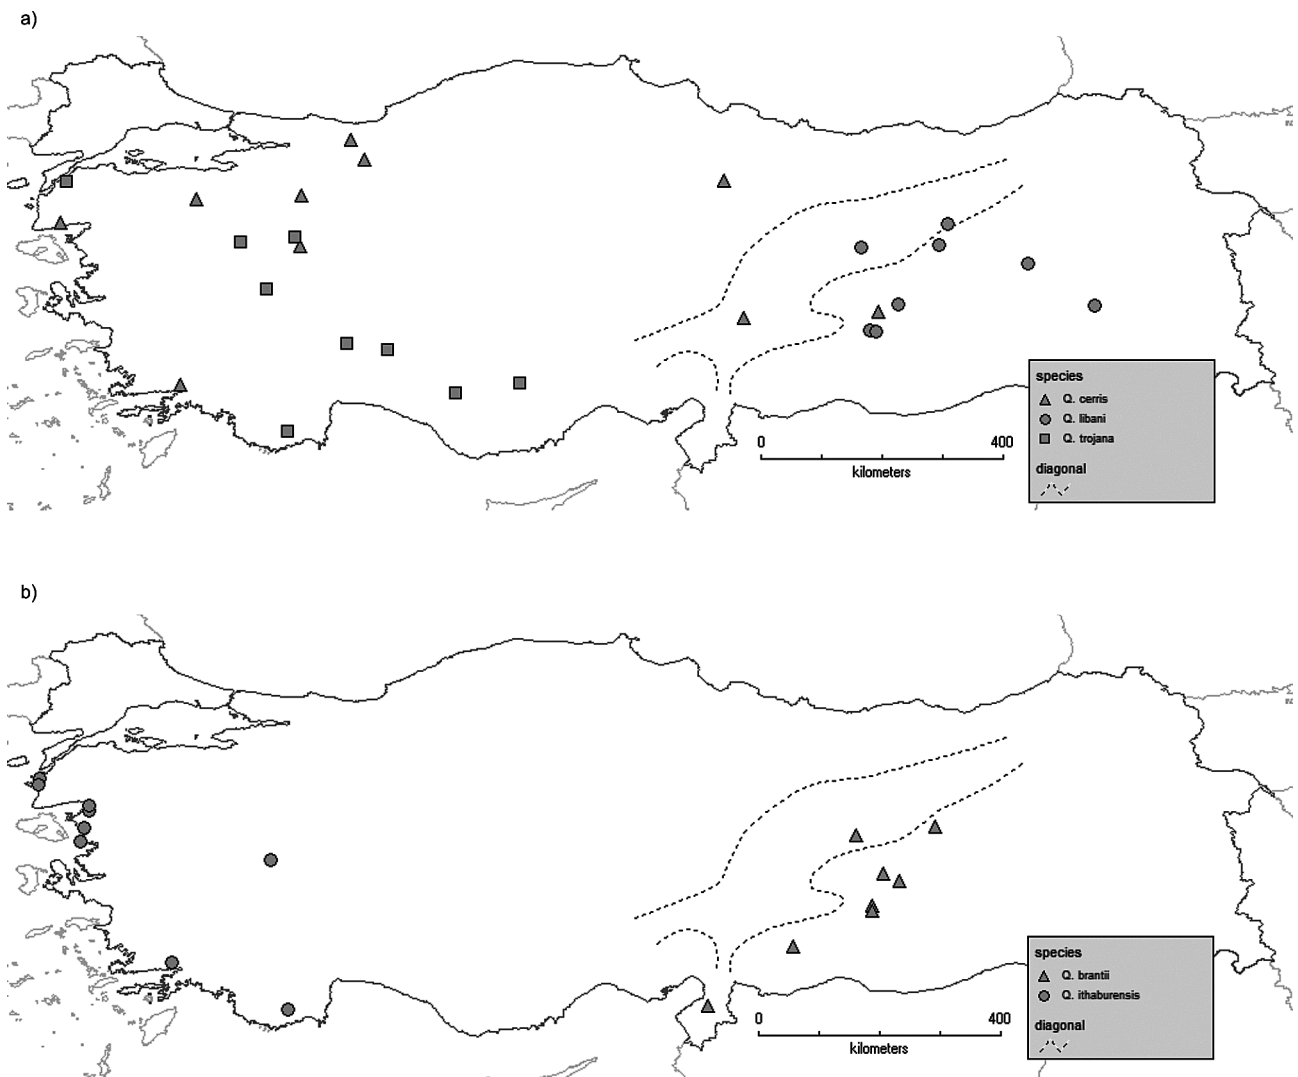 a)
species
Q. cerris
Q. libani
Q. trojana
diagonal
0 400
kilometers
b)
species
Q. brantii
Q. ithaburensis
diagonal
0 400
kilometers